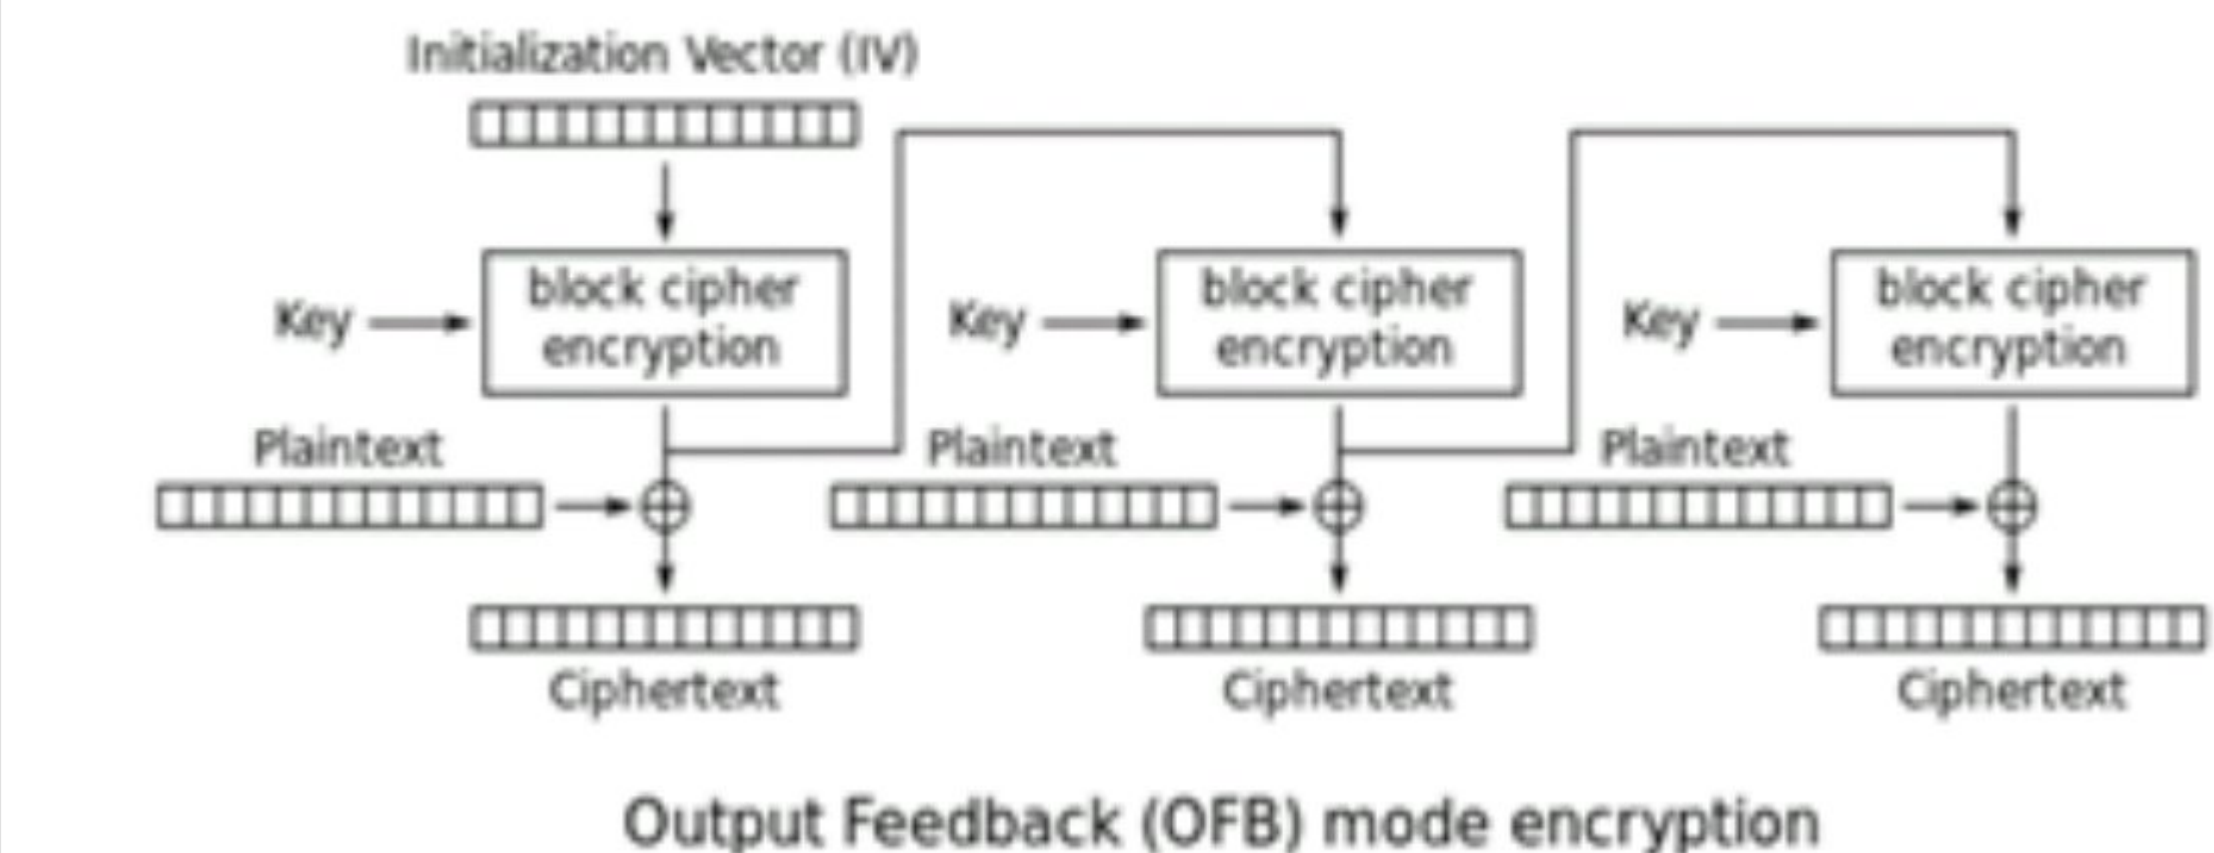 Initialization Vector (IV)
block cipher
encryption
Key
block cipher
encryption
Key
block cipher
encryption
Key
Plaintext
Plaintext
Plaintext
Ciphertext
Ciphertext
Ciphertext
Output Feedback (OFB) mode encryption